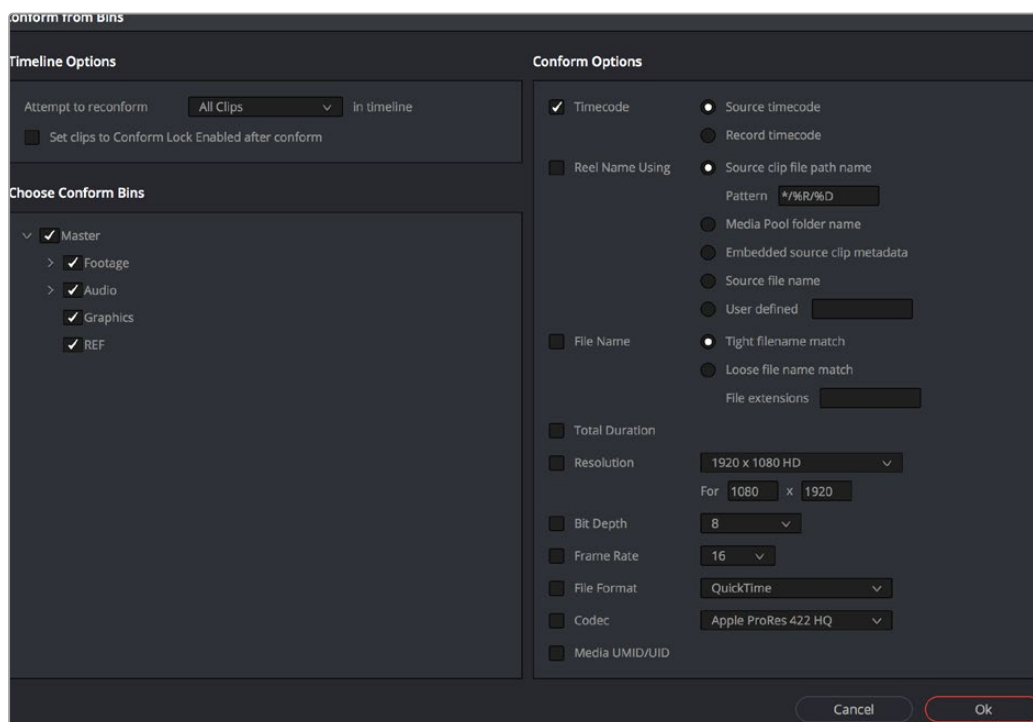 Conform from Bins
Timeline Options
Attempt to reconform All Clips in timeline
Set clips to Conform Lock Enabled after conform
Choose Conform Bins
Master
Footage
Audio
Graphics
REF
Conform Options
Timecode Source timecode
Record timecode
Reel Name Using Source clip file path name
Pattern */%R/%D
Media Pool folder name
Embedded source clip metadata
Source file name
User defined
File Name Tight filename match
Loose file name match
File extensions
Total Duration
Resolution 1920 x 1080 HD
For 1080 x 1920
Bit Depth 8
Frame Rate 16
File Format QuickTime
Codec Apple ProRes 422 HQ
Media UMID/UID
Cancel Ok